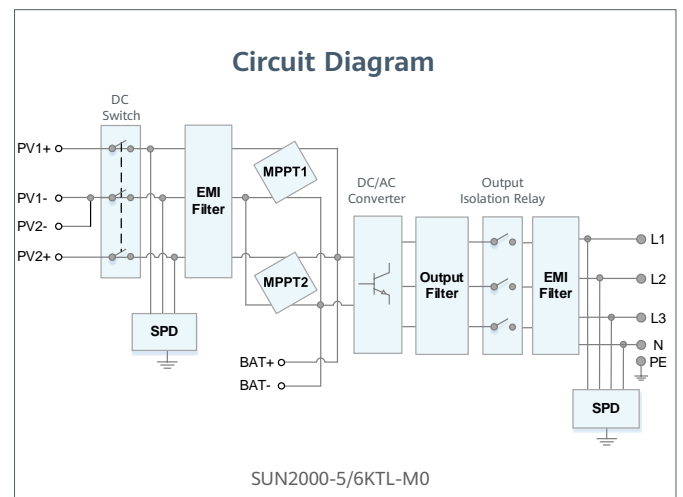 Circuit Diagram
DC
Switch
PV1+
PV1-
PV2-
PV2+
EMI
Filter
MPPT1
MPPT2
SPD
BAT+
BAT-
DC/AC
Converter
Output
Filter
Output
Isolation Relay
EMI
Filter
L1
L2
L3
N
PE
SPD
SUN2000-5/6KTL-M0